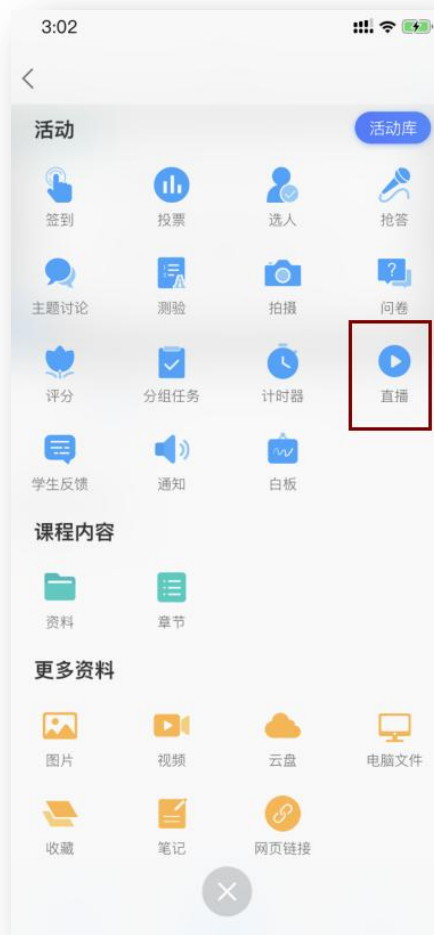 3:02
活动
活动库
签到 投票 选人 抢答
主题讨论 测验 拍摄 问卷
评分 分组任务 计时器 直播
学生反馈 通知 白板
课程内容
资料 章节
更多资料
图片 视频 云盘 电脑文件
收藏 笔记 网页链接